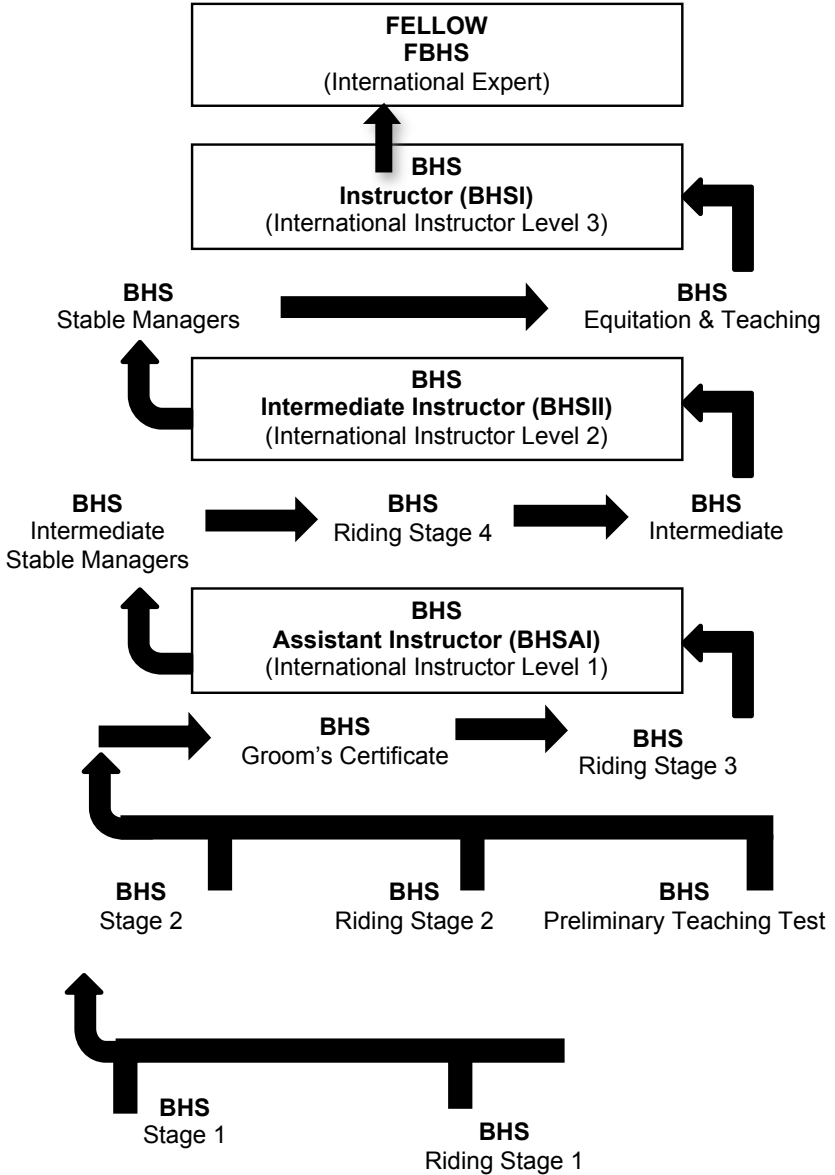 FELLOW
FBHS
(International Expert)
BHS
Instructor (BHSI)
(International Instructor Level 3)
BHS
Stable Managers
BHS
Equitation & Teaching
BHS
Intermediate Instructor (BHSII)
(International Instructor Level 2)
BHS
Intermediate
Stable Managers
BHS
Riding Stage 4
BHS
Intermediate
BHS
Assistant Instructor (BHSAI)
(International Instructor Level 1)
BHS
Groom’s Certificate
BHS
Riding Stage 3
BHS
Stage 2
BHS
Riding Stage 2
BHS
Preliminary Teaching Test
BHS
Stage 1
BHS
Riding Stage 1